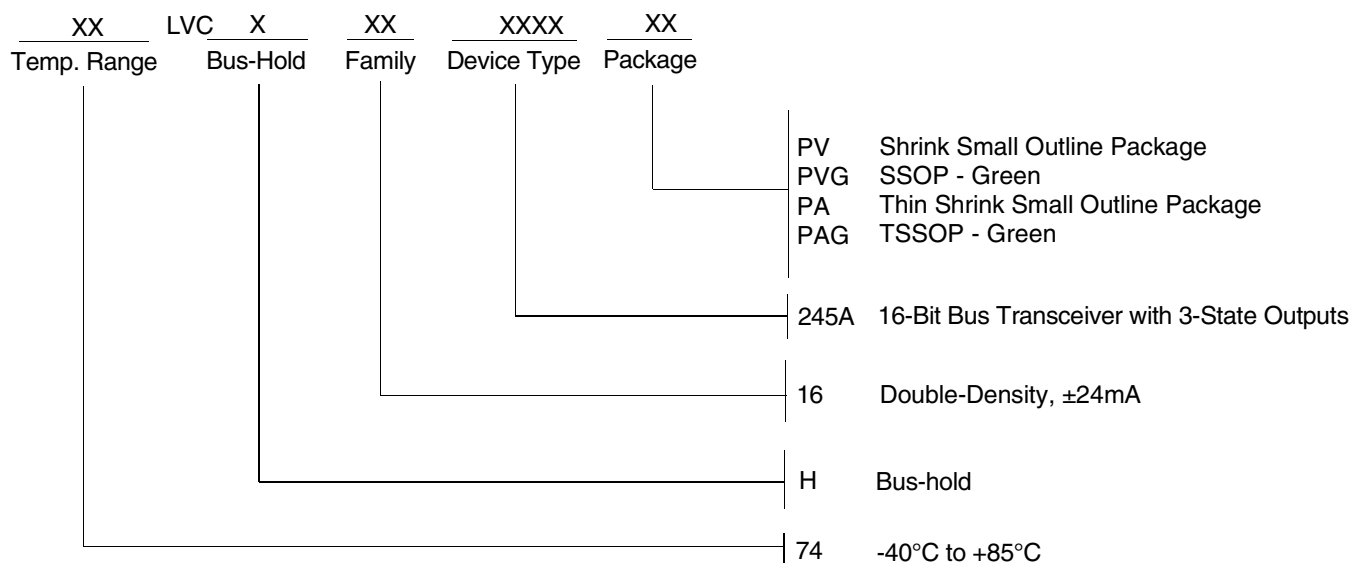 XX LVC X XX XXXX XX
Temp. Range Bus-Hold Family Device Type Package
PV Shrink Small Outline Package
PVG SSOP - Green
PA Thin Shrink Small Outline Package
PAG TSSOP - Green
245A 16-Bit Bus Transceiver with 3-State Outputs
16 Double-Density, ±24mA
H Bus-hold
74 -40°C to +85°C